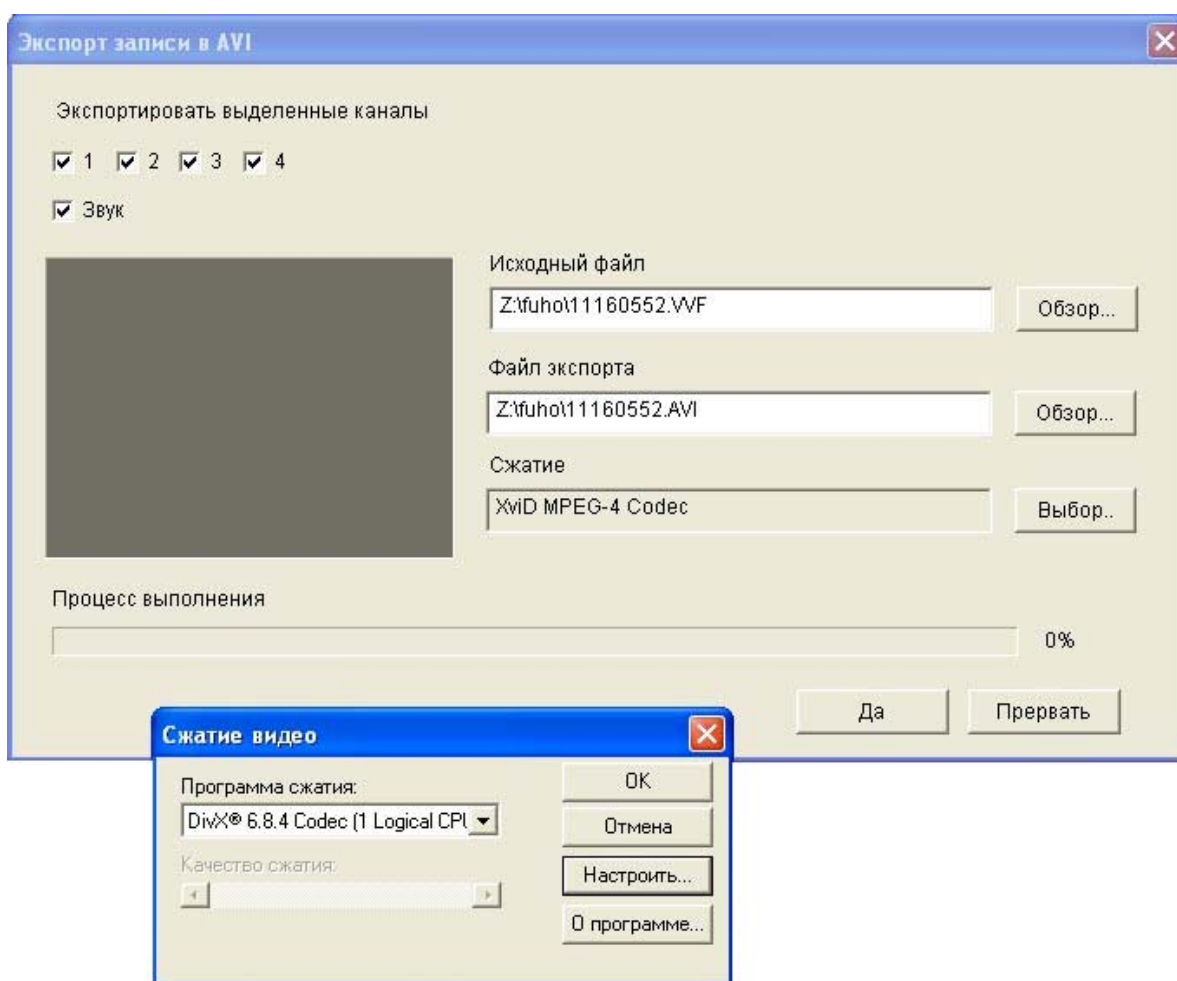 Экспорт записи в AVI
Экспортировать выделенные каналы
1 2 3 4
Звук
Исходный файл
Z:\fuho\11160552.VVF
Обзор...
Файл экспорта
Z:\fuho\11160552.AVI
Обзор...
Сжатие
XviD MPEG-4 Codec
Выбор..
Процесс выполнения
0%
Да
Прервать
Сжатие видео
Программа сжатия:
DivX® 6.8.4 Codec (1 Logical CPU
Качество сжатия:
OK
Отмена
Настроить...
О программе...